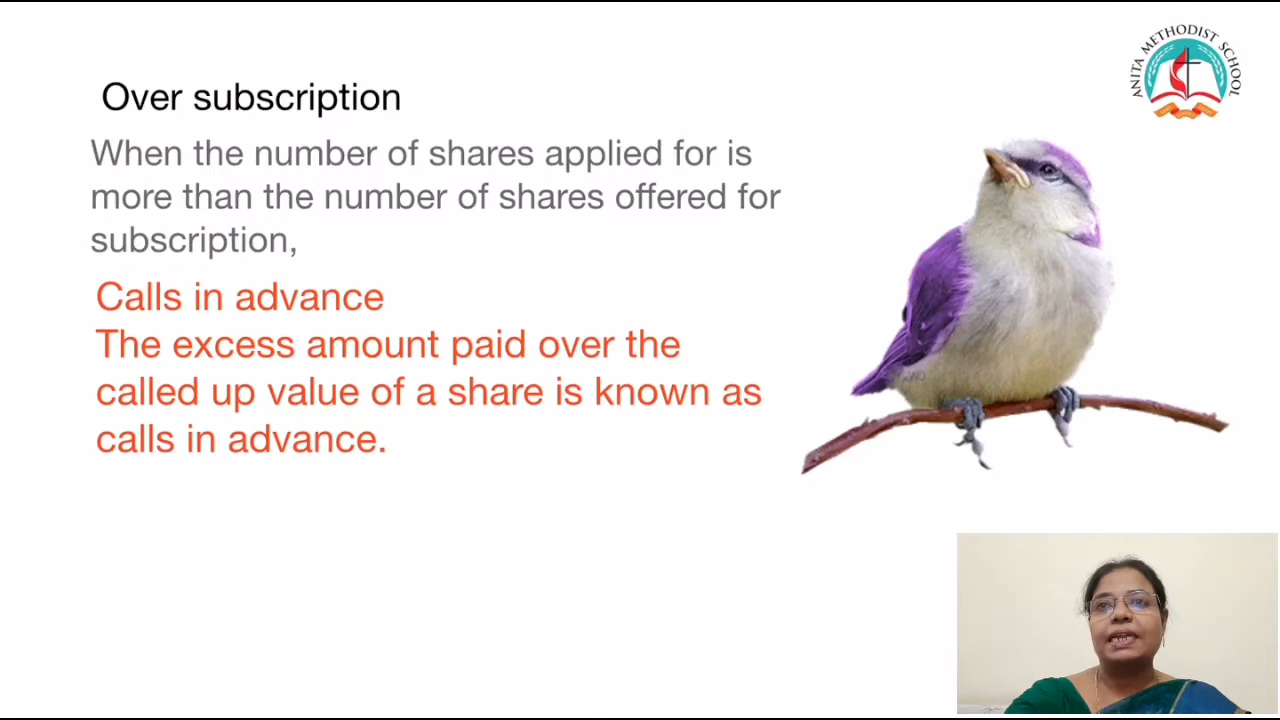 ANITA METHODIST SCHOOL
Over subscription
When the number of shares applied for is
more than the number of shares offered for
subscription,
Calls in advance
The excess amount paid over the
called up value of a share is known as
calls in advance.